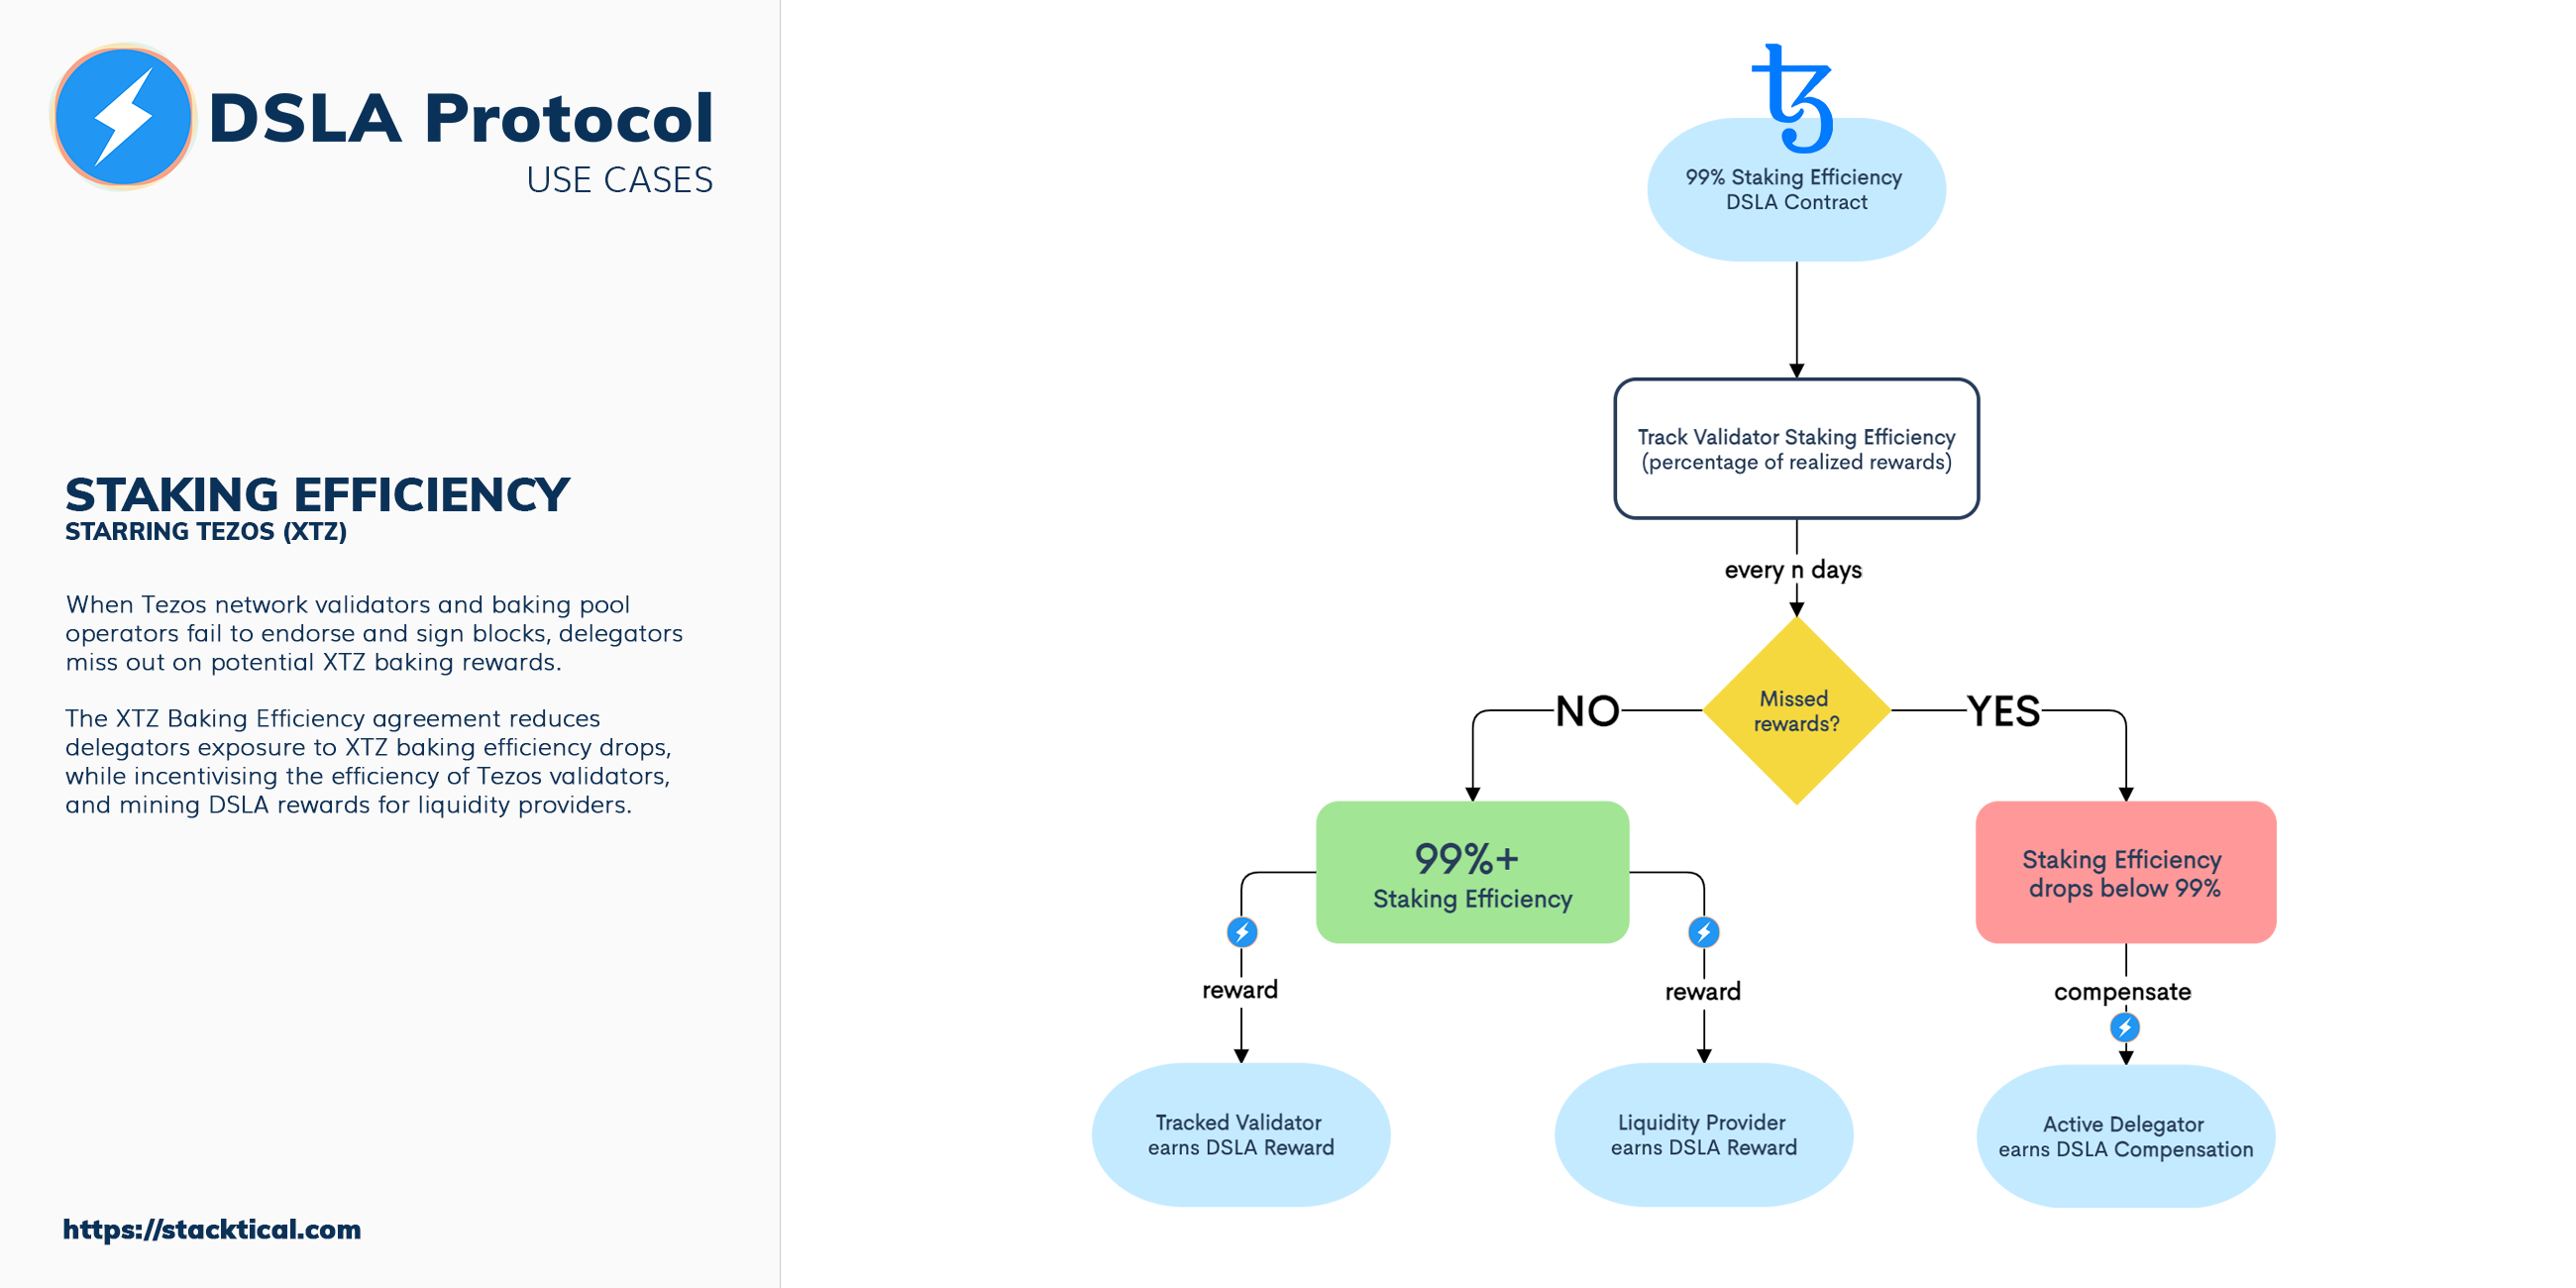 DSLA Protocol
USE CASES
STAKING EFFICIENCY
STARRING TEZOS (XTZ)
When Tezos network validators and baking pool
operators fail to endorse and sign blocks, delegators
miss out on potential XTZ baking rewards.
The XTZ Baking Efficiency agreement reduces
delegators exposure to XTZ baking efficiency drops,
while incentivising the efficiency of Tezos validators,
and mining DSLA rewards for liquidity providers.
https://stacktical.com
99% Staking Efficiency
DSLA Contract
Track Validator Staking Efficiency
(percentage of realized rewards)
every n days
Missed
rewards?
NO
YES
99%+
Staking Efficiency
Staking Efficiency
drops below 99%
reward
reward
compensate
Tracked Validator
earns DSLA Reward
Liquidity Provider
earns DSLA Reward
Active Delegator
earns DSLA Compensation